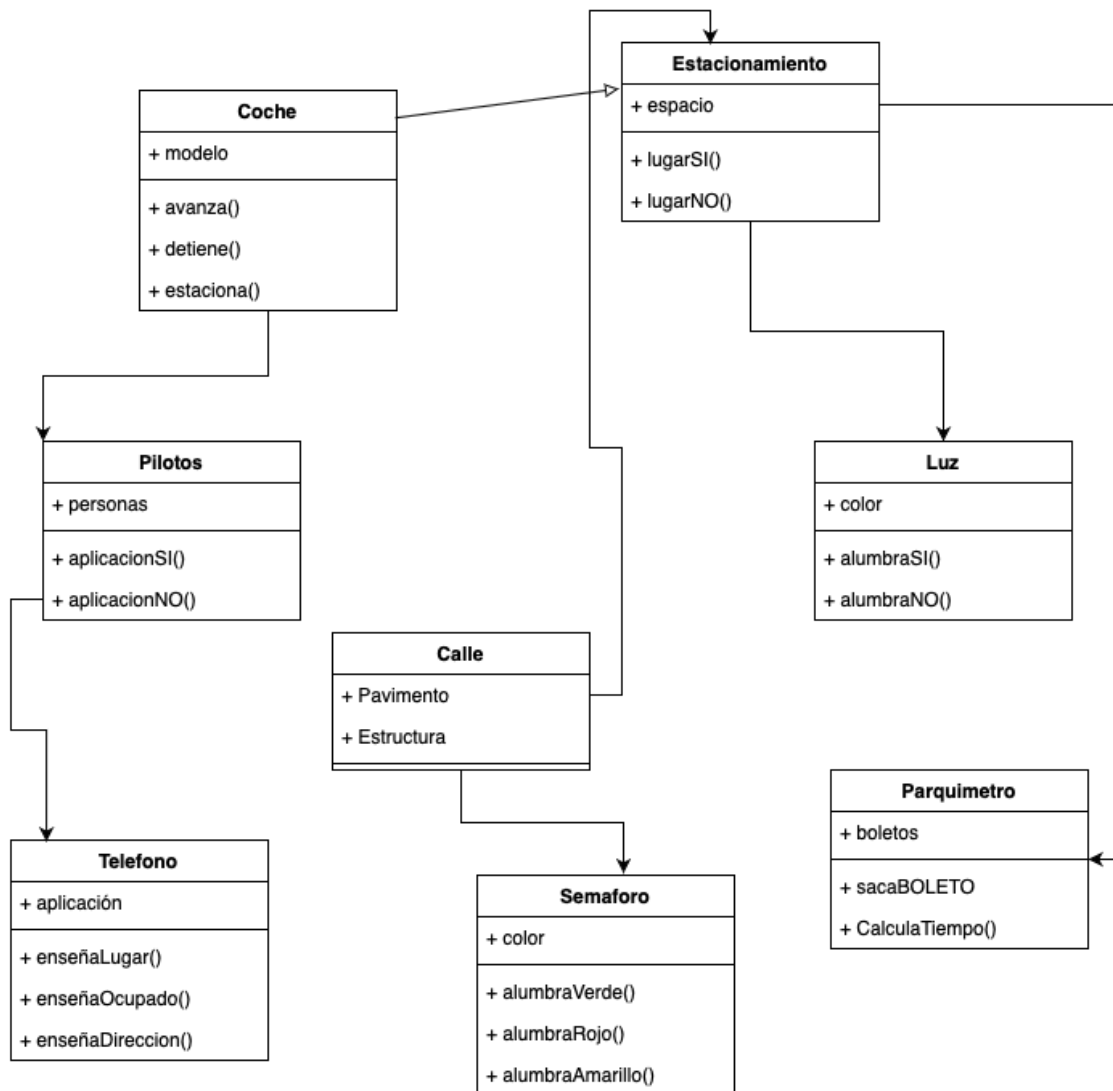 Estacionamiento
+ espacio
+ lugarSI()
+ lugarNO()
Coche
+ modelo
+ avanza()
+ detiene()
+ estaciona()
Pilotos
+ personas
+ aplicacionSI()
+ aplicacionNO()
Luz
+ color
+ alumbraSI()
+ alumbraNO()
Calle
+ Pavimento
+ Estructura
Parquimetro
+ boletos
+ sacaBOLETO
+ CalculaTiempo()
Telefono
+ aplicación
+ enseñaLugar()
+ enseñaOcupado()
+ enseñaDireccion()
Semaforo
+ color
+ alumbraVerde()
+ alumbraRojo()
+ alumbraAmarillo()